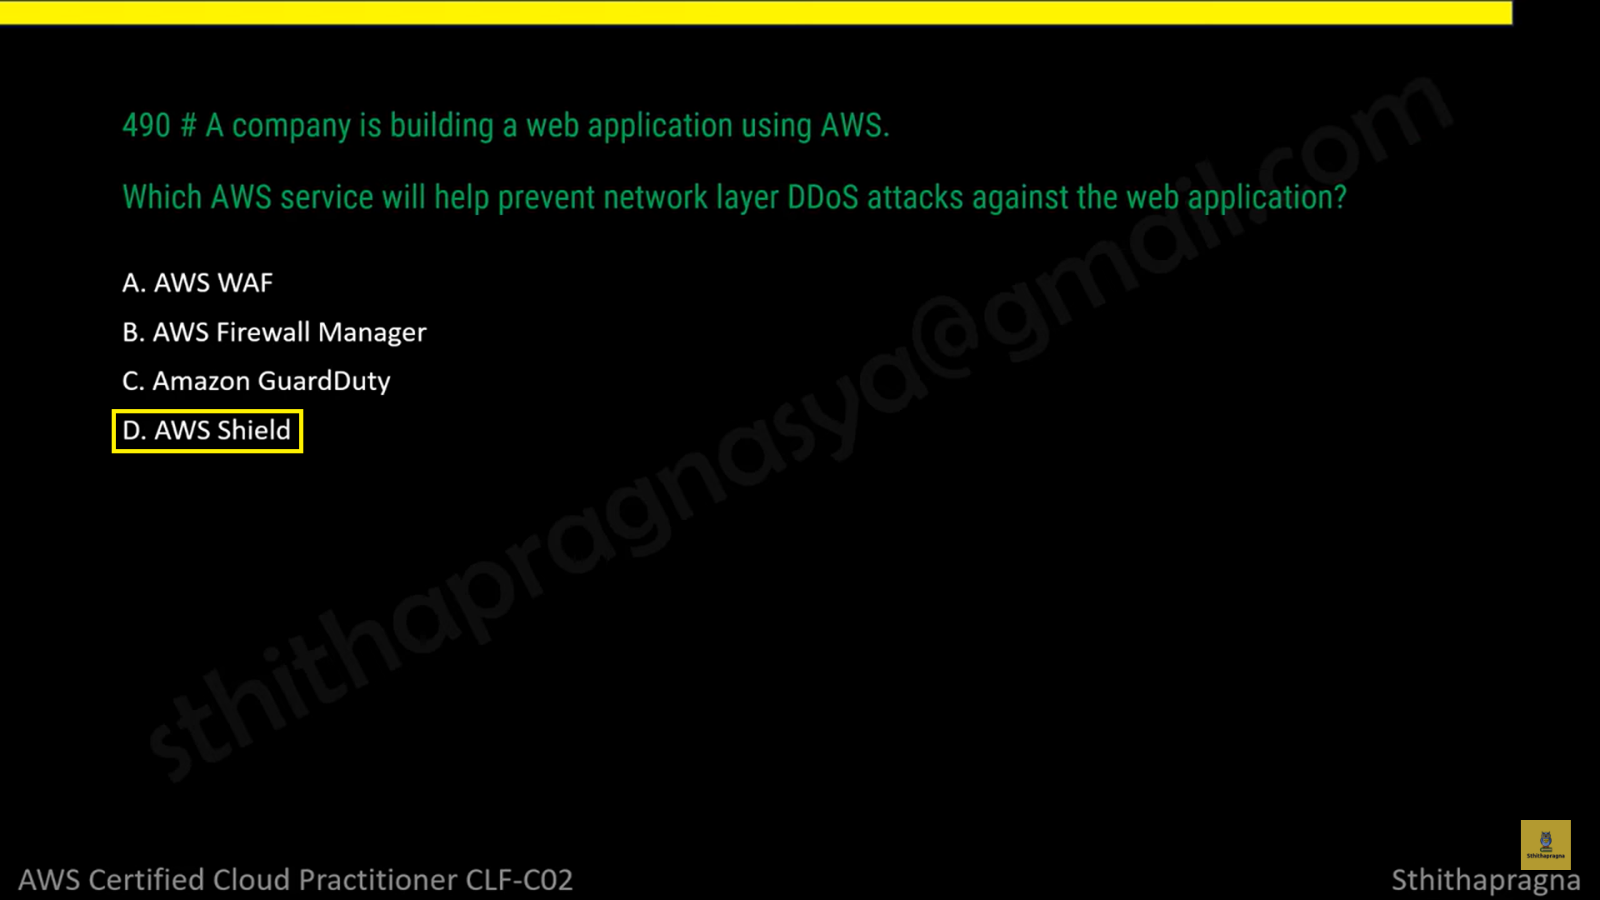 490 # A company is building a web application using AWS.
Which AWS service will help prevent network layer DDoS attacks against the web application?
A. AWS WAF
B. AWS Firewall Manager
C. Amazon GuardDuty
D. AWS Shield
sthithapragnasya@gmail.com
Sthithapragna
AWS Certified Cloud Practitioner CLF-C02
Sthithapragna